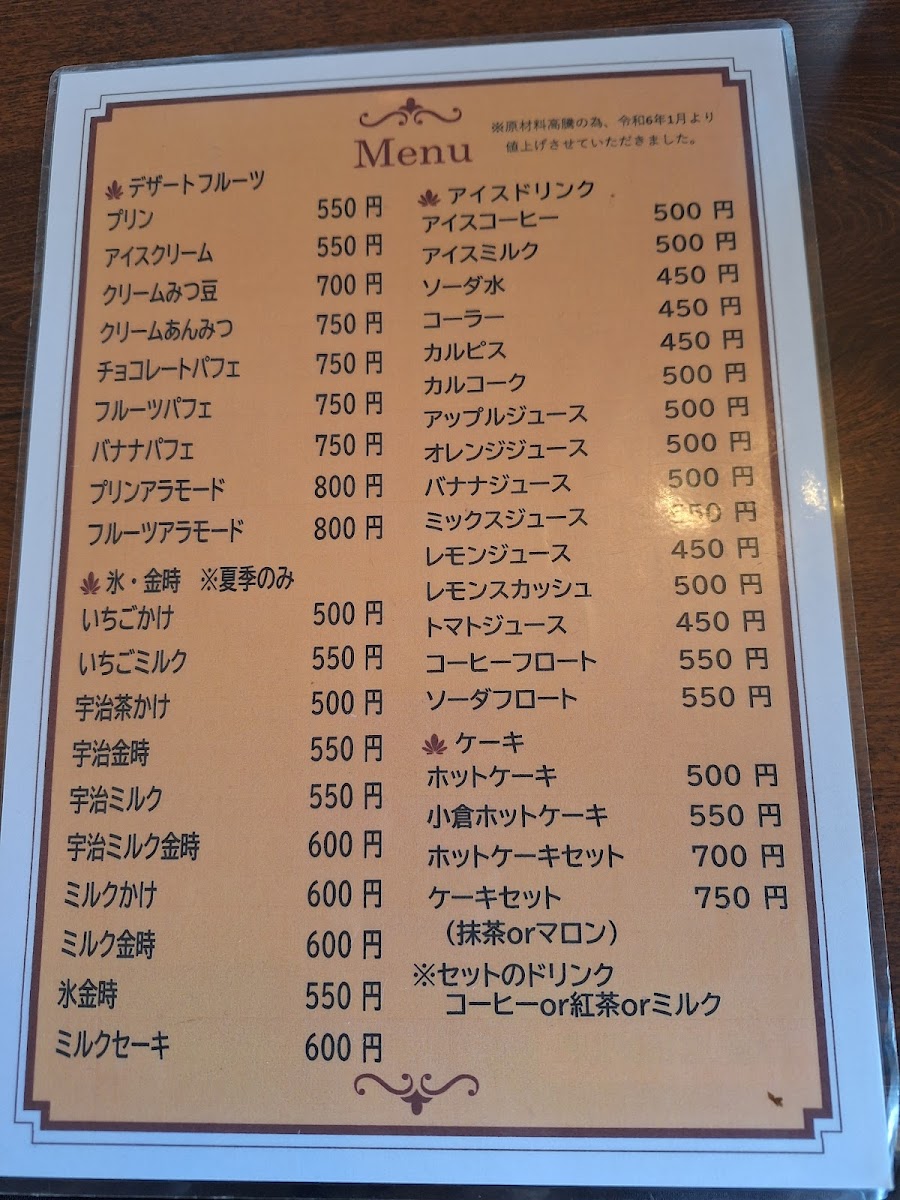 Menu
※原材料高騰の為、令和6年1月より
値上げさせていただきました。
デザートフルーツ
プリン 550 円
アイスクリーム 550 円
クリームみつ豆 700 円
クリームあんみつ 750 円
チョコレートパフェ 750 円
フルーツパフェ 750 円
バナナパフェ 750 円
プリンアラモード 800 円
フルーツアラモード 800 円
氷・金時 ※夏季のみ
いちごかけ 500 円
いちごミルク 550 円
宇治茶かけ 500 円
宇治金時 550 円
宇治ミルク 550 円
宇治ミルク金時 600 円
ミルクかけ 600 円
ミルク金時 600 円
氷金時 550 円
ミルクセーキ 600 円
アイスドリンク
アイスコーヒー 500 円
アイスミルク 500 円
ソーダ水 450 円
コーラー 450 円
カルピス 450 円
カルコーク 500 円
アップルジュース 500 円
オレンジジュース 500 円
バナナジュース 500 円
ミックスジュース 円
レモンジュース 450 円
レモンスカッシュ 500 円
トマトジュース 450 円
コーヒーフロート 550 円
ソーダフロート 550 円
ケーキ
ホットケーキ 500 円
小倉ホットケーキ 550 円
ホットケーキセット 700 円
ケーキセット 750 円
（抹茶orマロン）
※セットのドリンク
コーヒーor紅茶orミルク